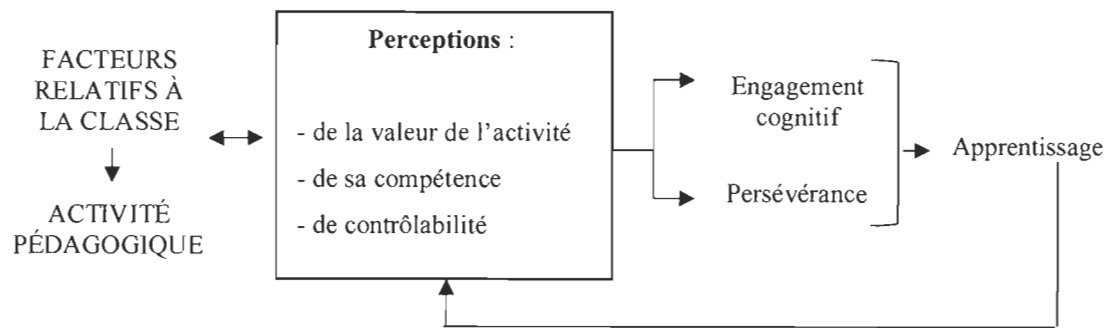 FACTEURS
RELATIFS À
LA CLASSE
ACTIVITÉ
PÉDAGOGIQUE
Perceptions :
- de la valeur de l'activité
- de sa compétence
- de contrôlabilité
Engagement
cognitif
Persévérance
Apprentissage